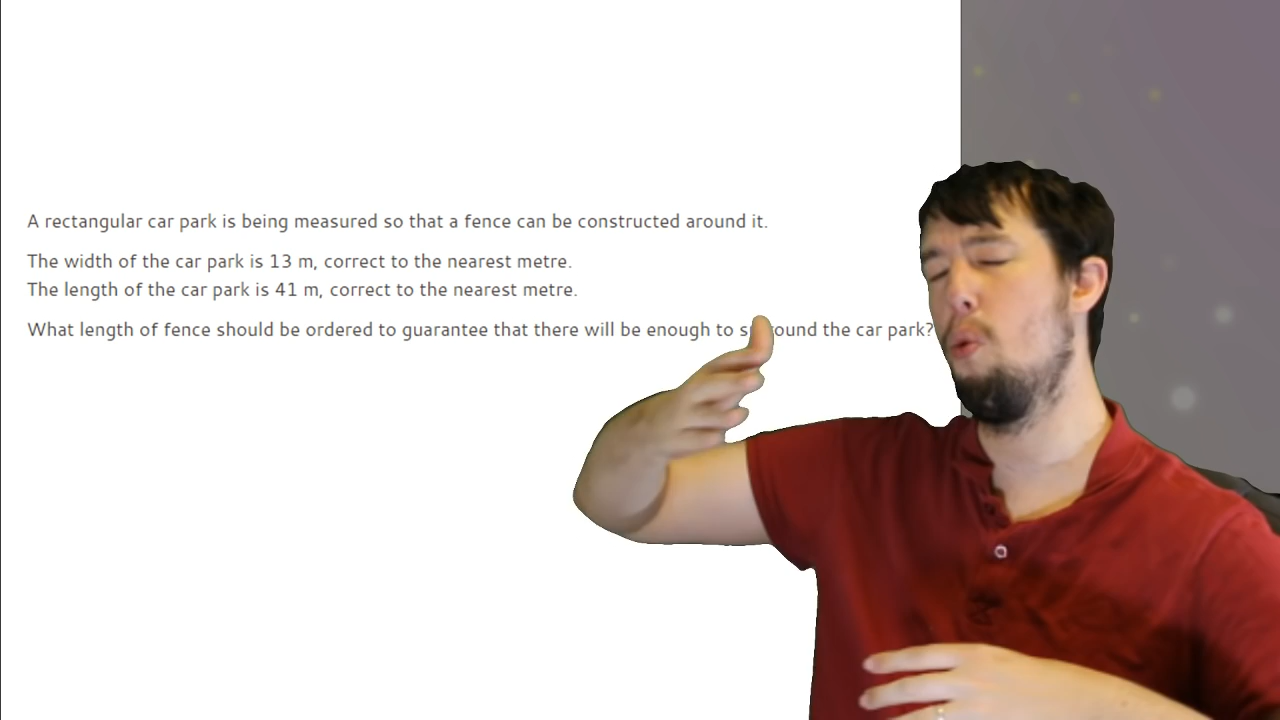 A rectangular car park is being measured so that a fence can be constructed around it.
The width of the car park is 13 m, correct to the nearest metre.
The length of the car park is 41 m, correct to the nearest metre.
What length of fence should be ordered to guarantee that there will be enough to surround the car park?